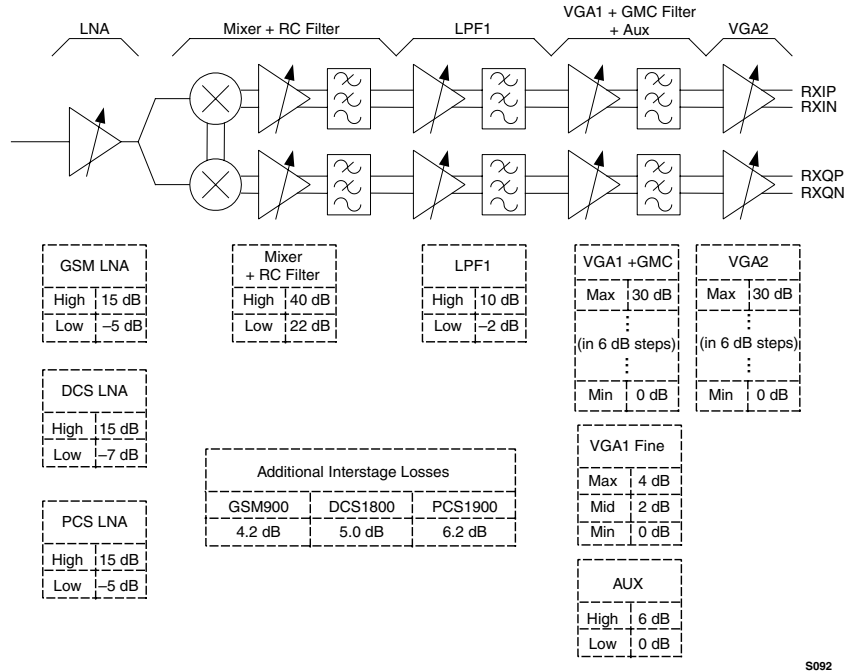 LNA
Mixer + RC Filter
LPF1
VGA1 + GMC Filter
+ Aux
VGA2
RXIP
RXIN
RXQP
RXQN
GSM LNA
High 15 dB
Low –5 dB
Mixer
+ RC Filter
High 40 dB
Low 22 dB
LPF1
High 10 dB
Low –2 dB
VGA1 +GMC
Max 30 dB
(in 6 dB steps)
Min 0 dB
VGA2
Max 30 dB
(in 6 dB steps)
Min 0 dB
DCS LNA
High 15 dB
Low –7 dB
PCS LNA
High 15 dB
Low –5 dB
Additional Interstage Losses
GSM900 DCS1800 PCS1900
4.2 dB 5.0 dB 6.2 dB
VGA1 Fine
Max 4 dB
Mid 2 dB
Min 0 dB
AUX
High 6 dB
Low 0 dB
S092